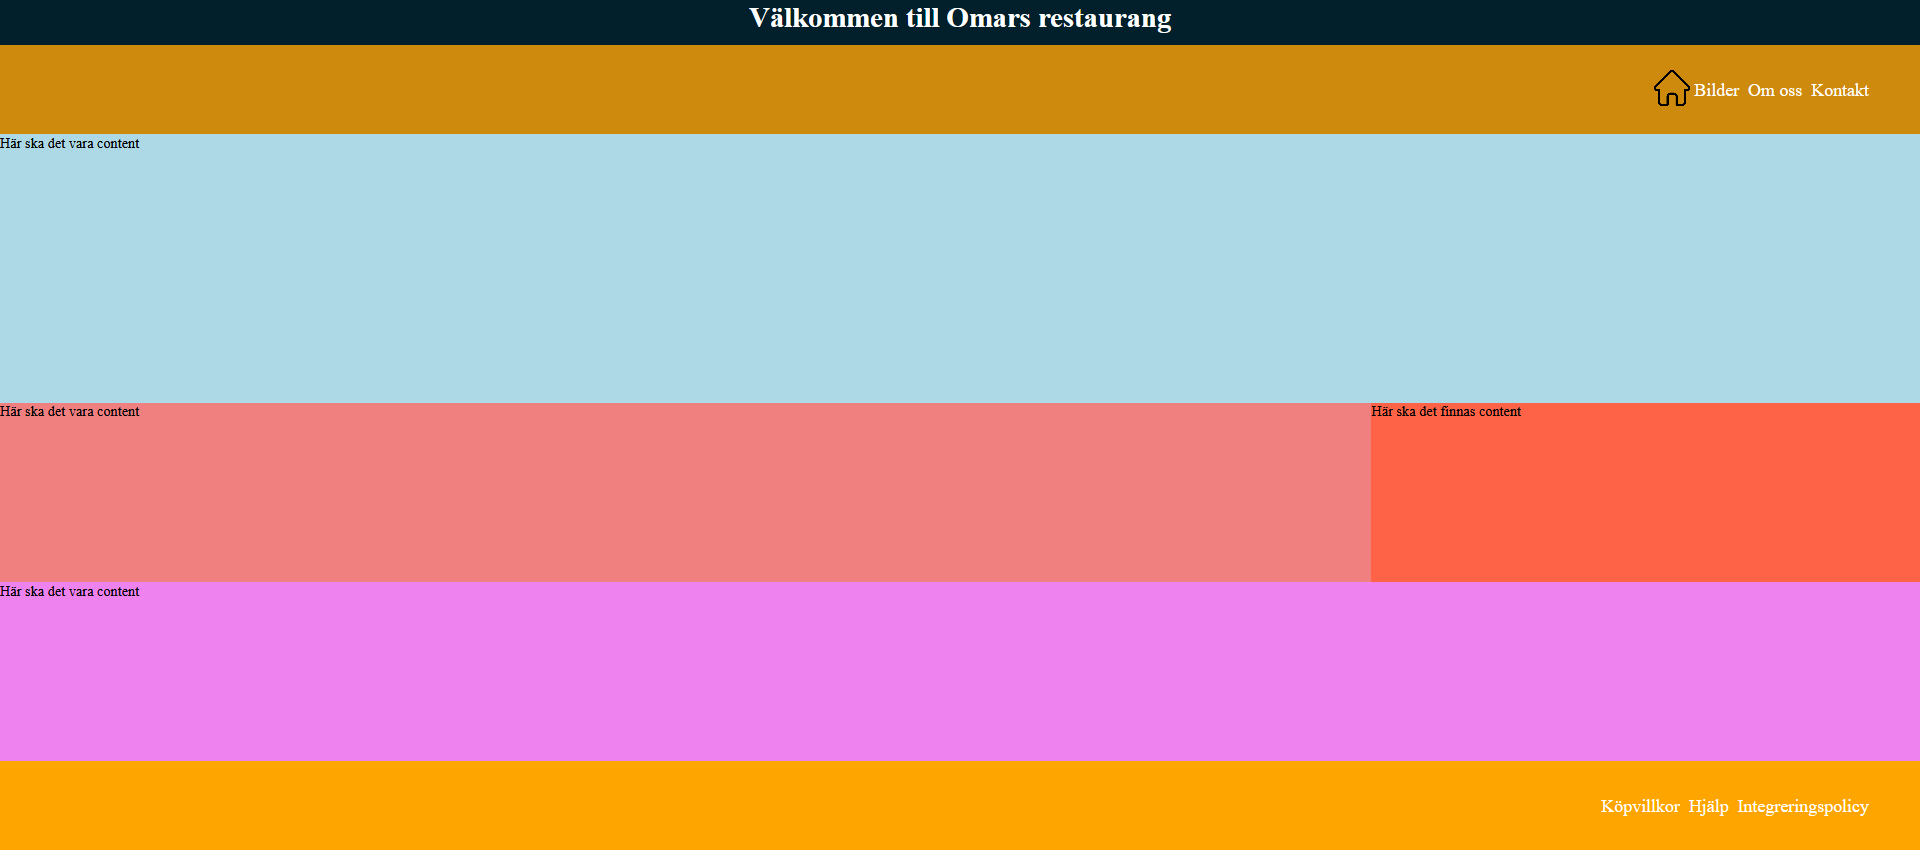 Välkommen till Omars restaurang
Bilder Om oss Kontakt
Här ska det vara content
Här ska det vara content
Här ska det finnas content
Här ska det vara content
Köpvillkor Hjälp Integreringspolicy